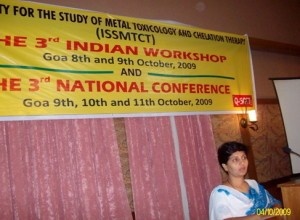 TY FOR THE STUDY OF METAL TOXICOLOGY AND CHELATION THERAPY
(ISSMTCT)
HE 3rd INDIAN WORKSHOP
Goa 8th and 9th October, 2009
AND
HE 3rd NATIONAL CONFERENCE
Goa 9th, 10th and 11th October, 2009
04/10/2009